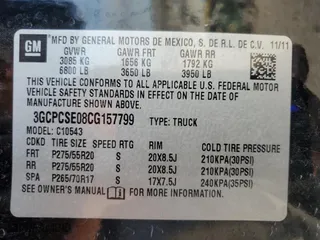 GM
MFD BY GENERAL MOTORS DE MEXICO, S. DE R.L. DE C.V. 11/11
GVWR GAWR FRT GAWR RR
3085 KG 1656 KG 1792 KG
6800 LB 3650 LB 3950 LB
THIS VEHICLE CONFORMS TO ALL APPLICABLE U.S. FEDERAL MOTOR
VEHICLE SAFETY STANDARDS IN EFFECT ON THE DATE OF
MANUFACTURE SHOWN ABOVE.
3GCPCSE08CG157799 TYPE: TRUCK
MODEL: C10543
CDKD TIRE SIZE SPEED RTG RIM COLD TIRE PRESSURE
FRT P275/55R20 S 20X8.5J 210KPA(30PSI)
RR P275/55R20 S 20X8.5J 210KPA(30PSI)
SPA P265/70R17 S 17X7.5J 240KPA(35PSI)
SEE OWNER'S MANUAL FOR ADDITIONAL INFORMATION.